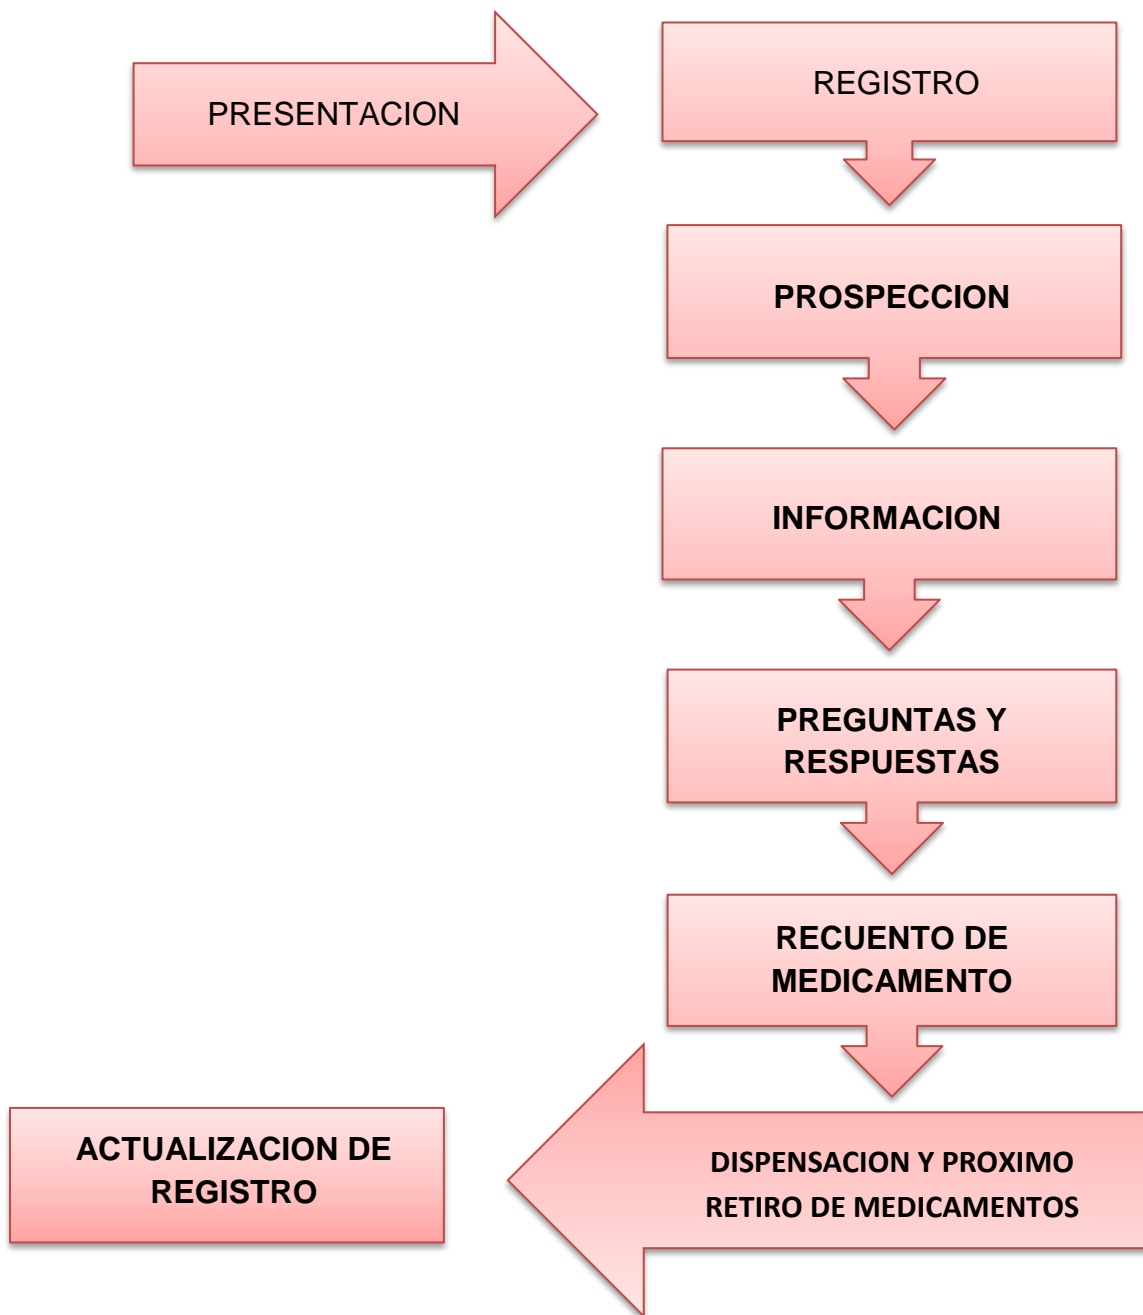 PRESENTACION
REGISTRO
PROSPECCION
INFORMACION
PREGUNTAS Y
RESPUESTAS
RECUENTO DE
MEDICAMENTO
DISPENSACION Y PROXIMO
RETIRO DE MEDICAMENTOS
ACTUALIZACION DE
REGISTRO